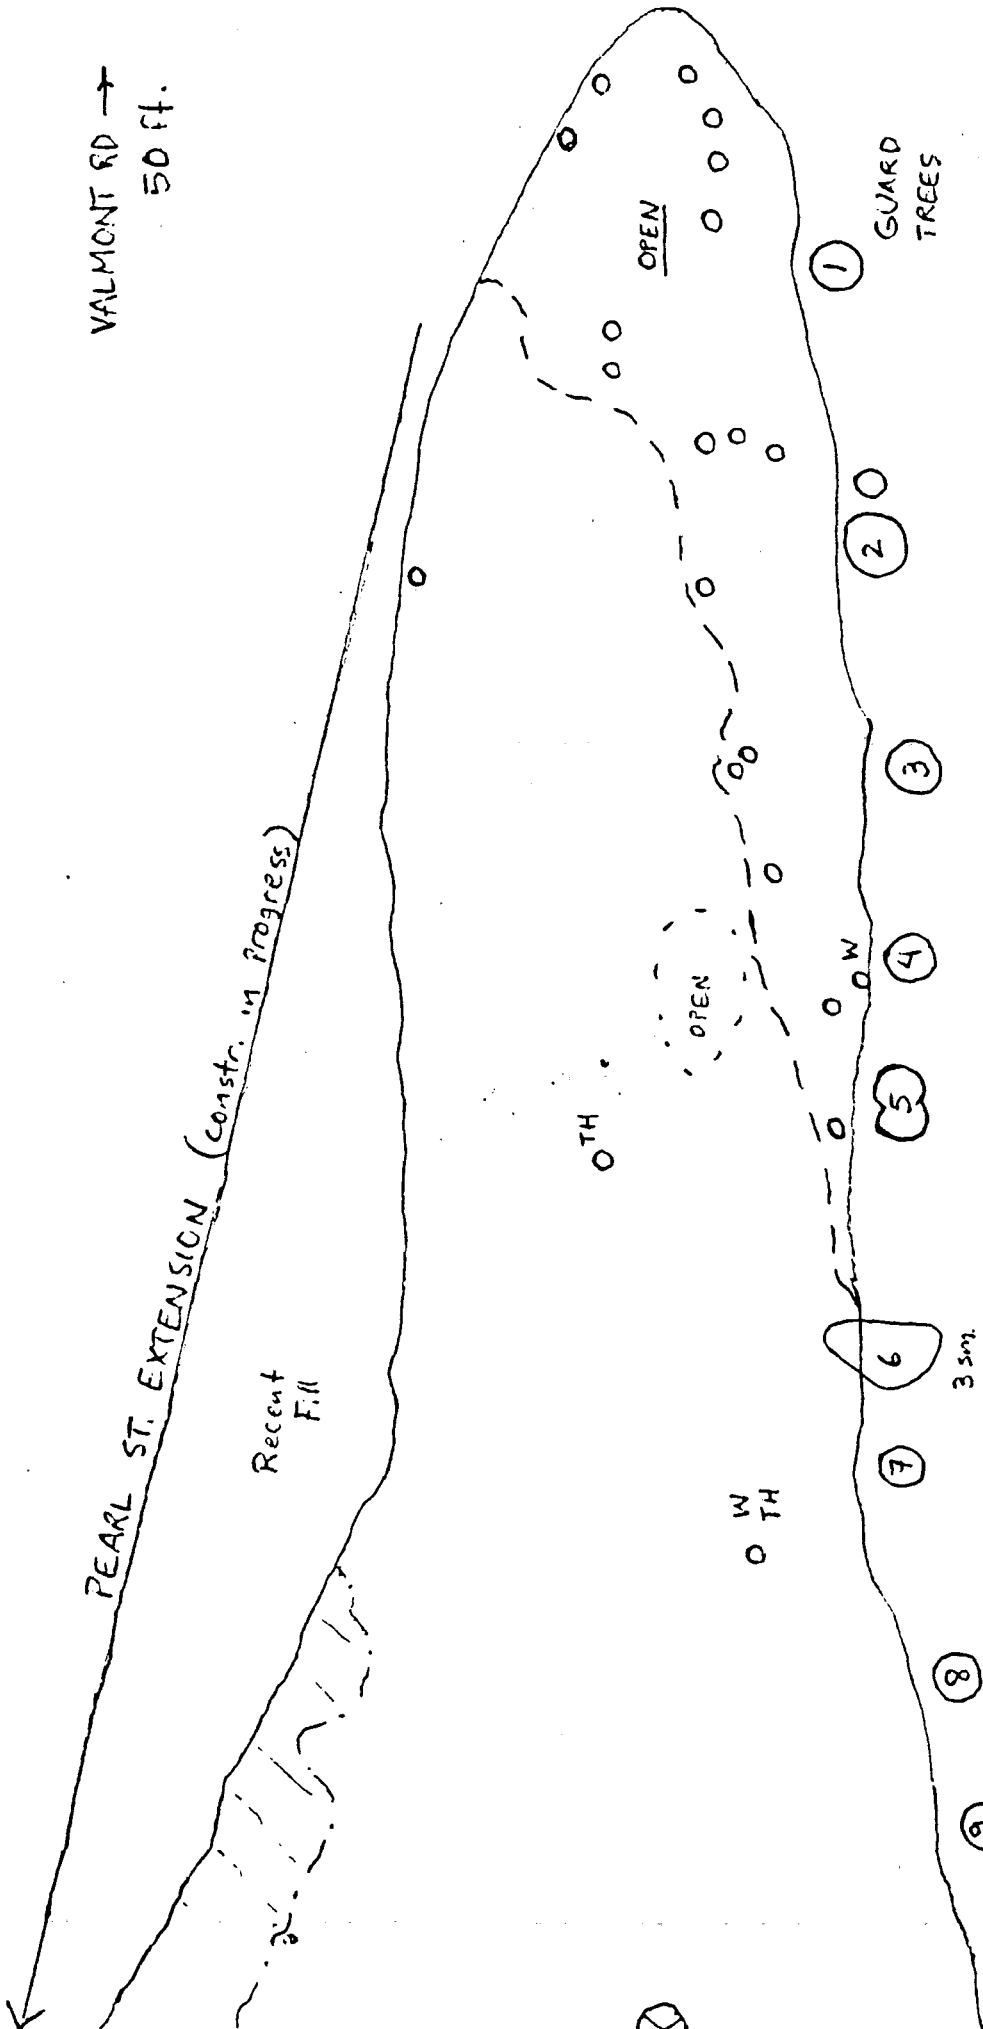 VALMONT RD →
50 ft.
PEARL ST. EXTENSION (constr. in Progress)
Recent
Fill
OPEN
OPEN
TH
W
TH
W
GUARD
TREES
1
2
3
4
5
6
3 sm.
7
8
9